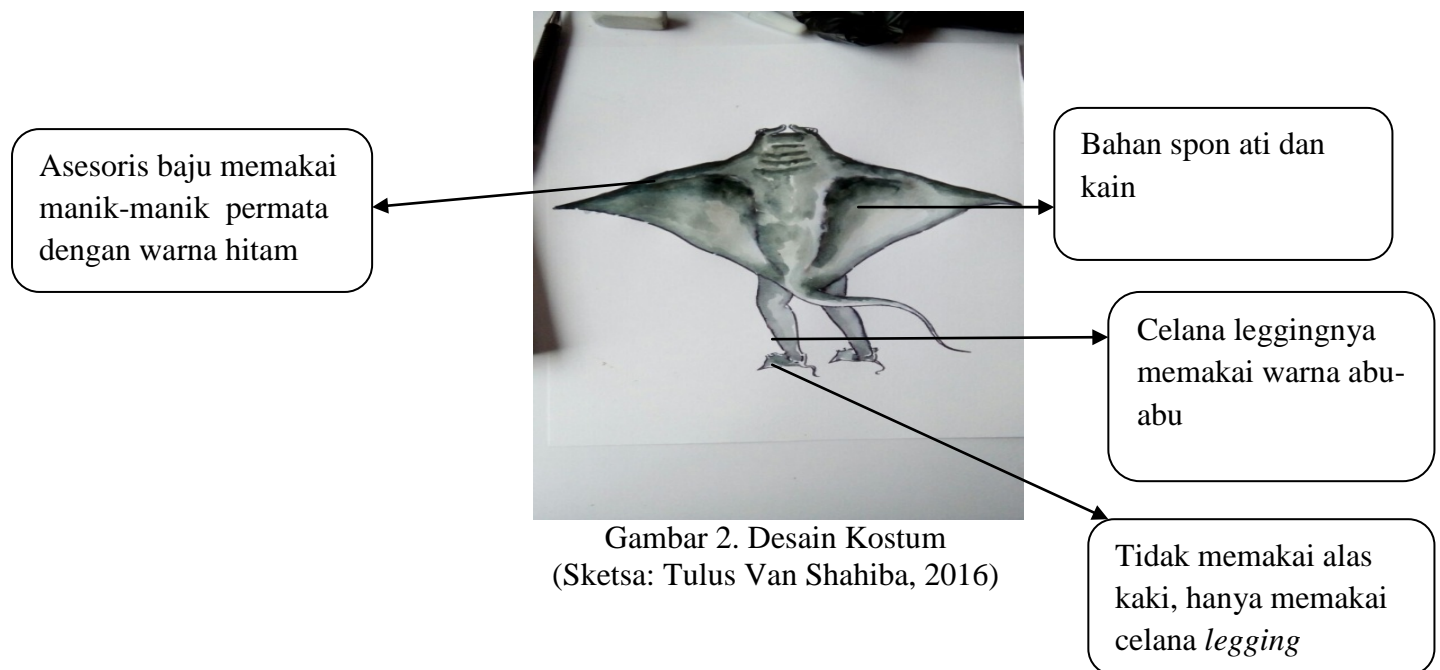 Asesoris baju memakai
manik-manik permata
dengan warna hitam
Bahan spon ati dan
kain
Celana leggingnya
memakai warna abu-
abu
Tidak memakai alas
kaki, hanya memakai
celana legging
Gambar 2. Desain Kostum
(Sketsa: Tulus Van Shahiba, 2016)